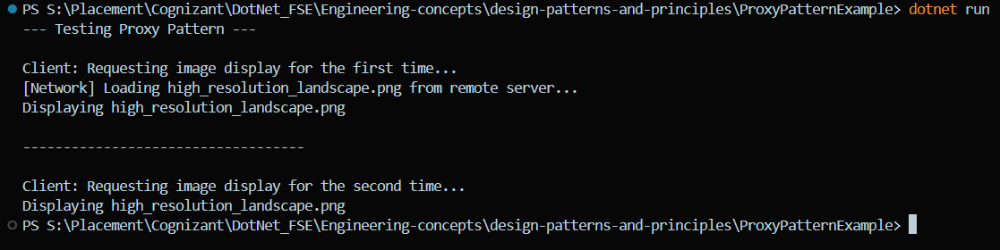 PS S:\Placement\Cognizant\DotNet_FSE\Engineering-concepts\design-patterns-and-principles\ProxyPatternExample> dotnet run
--- Testing Proxy Pattern ---
Client: Requesting image display for the first time...
[Network] Loading high_resolution_landscape.png from remote server...
Displaying high_resolution_landscape.png
-----------------------------------
Client: Requesting image display for the second time...
Displaying high_resolution_landscape.png
PS S:\Placement\Cognizant\DotNet_FSE\Engineering-concepts\design-patterns-and-principles\ProxyPatternExample>